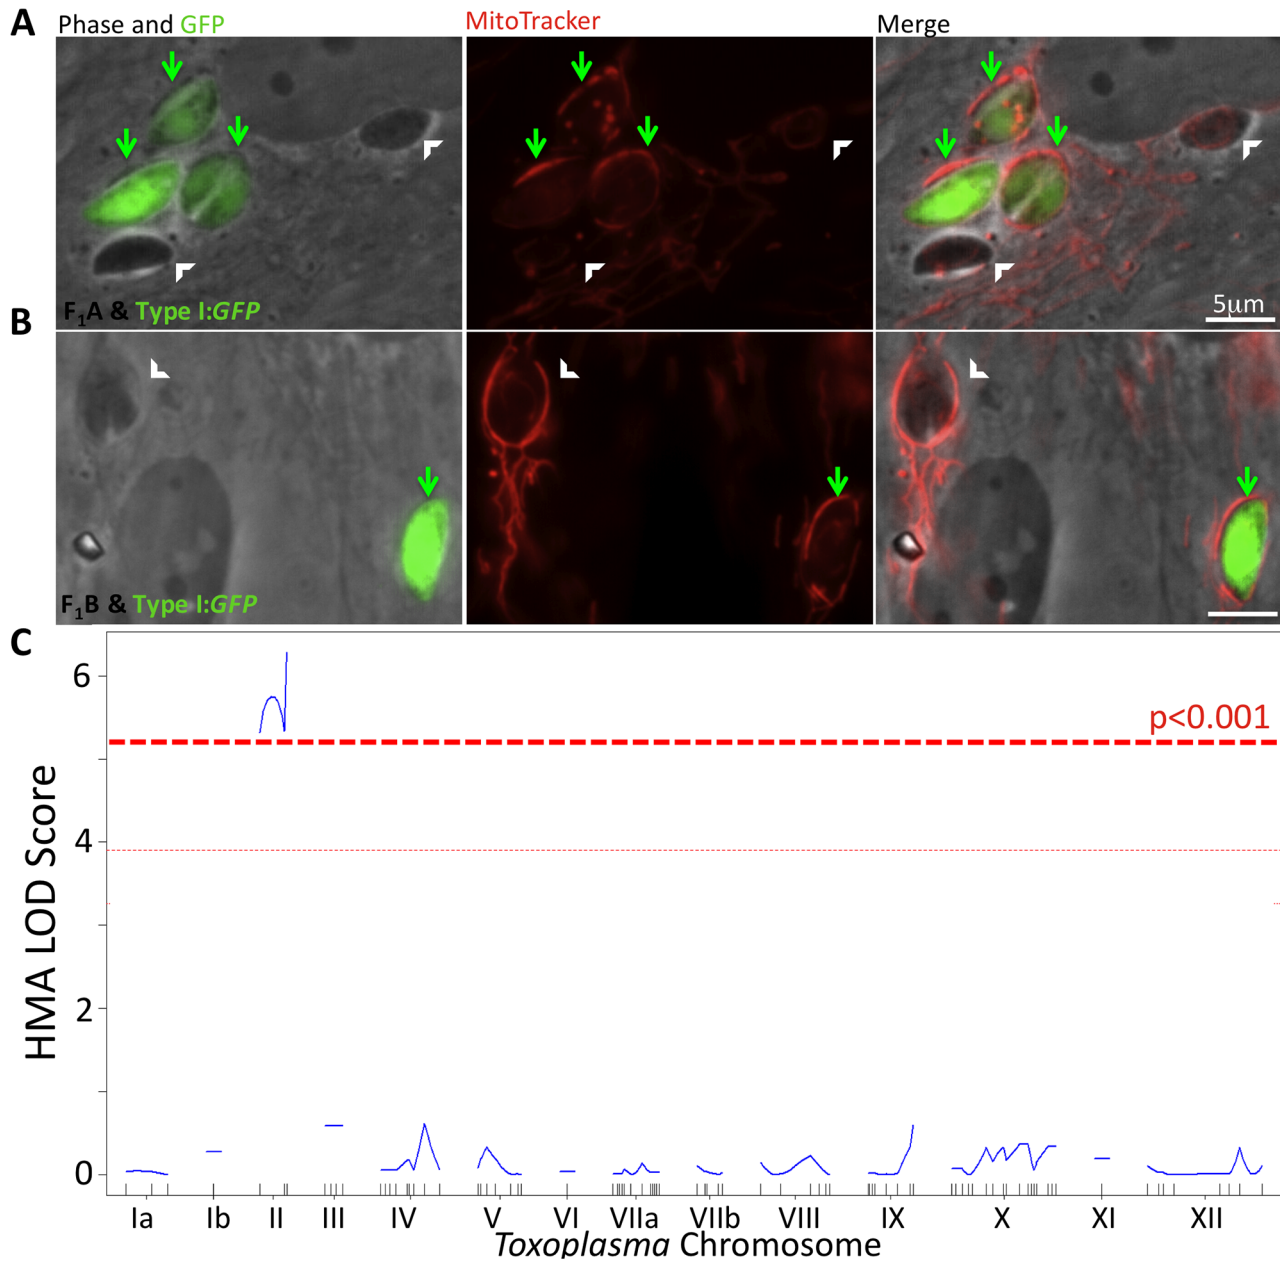 A
Phase and GFP
MitoTracker
Merge
F₁A & Type I:GFP
5μm
B
F₁B & Type I:GFP
C
p<0.001
HMA LOD Score
6
4
2
0
Ia Ib II III IV V VI VIIa VIIb VIII IX X XI XII
Toxoplasma Chromosome